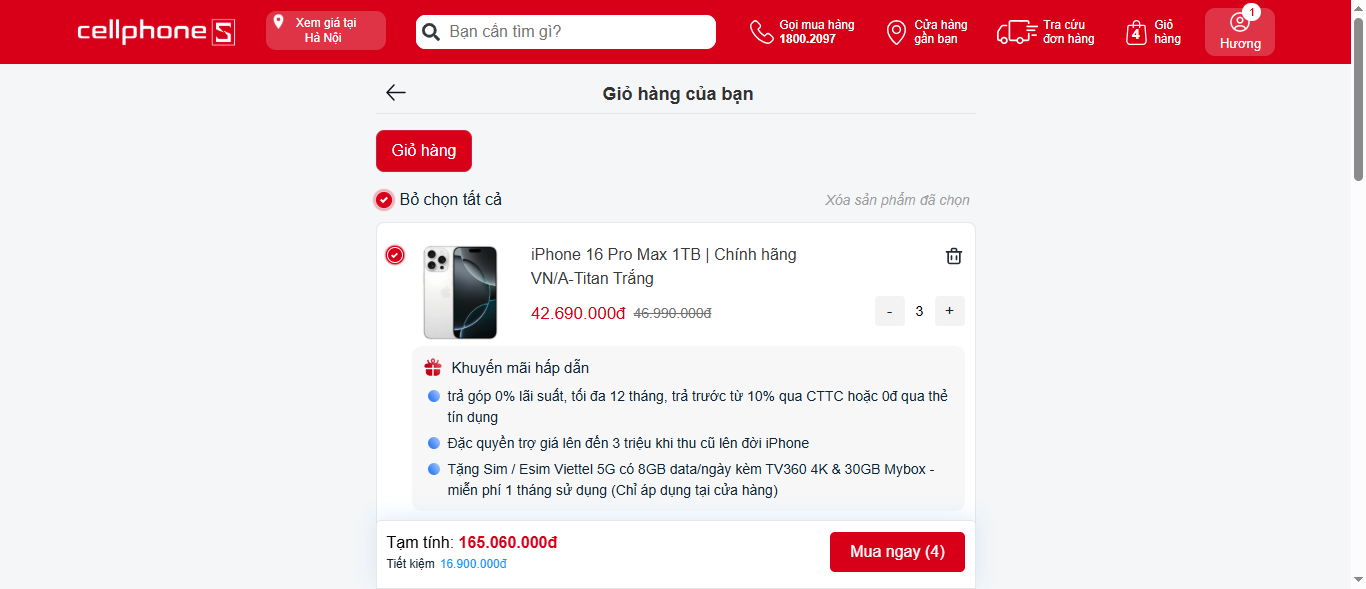 cellphoneS
Xem giá tại
Hà Nội
Bạn cần tìm gì?
Gọi mua hàng
1800.2097
Cửa hàng
gần bạn
Tra cứu
đơn hàng
4
Giỏ
hàng
1
Hương
Giỏ hàng của bạn
Giỏ hàng
Bỏ chọn tất cả
Xóa sản phẩm đã chọn
iPhone 16 Pro Max 1TB | Chính hãng
VN/A-Titan Trắng
42.690.000đ 46.990.000đ
- 3 +
Khuyến mãi hấp dẫn
trả góp 0% lãi suất, tối đa 12 tháng, trả trước từ 10% qua CTTC hoặc 0đ qua thẻ
tín dụng
Đặc quyền trợ giá lên đến 3 triệu khi thu cũ lên đời iPhone
Tặng Sim / Esim Viettel 5G có 8GB data/ngày kèm TV360 4K & 30GB Mybox -
miễn phí 1 tháng sử dụng (Chỉ áp dụng tại cửa hàng)
Tạm tính: 165.060.000đ
Tiết kiệm 16.900.000đ
Mua ngay (4)